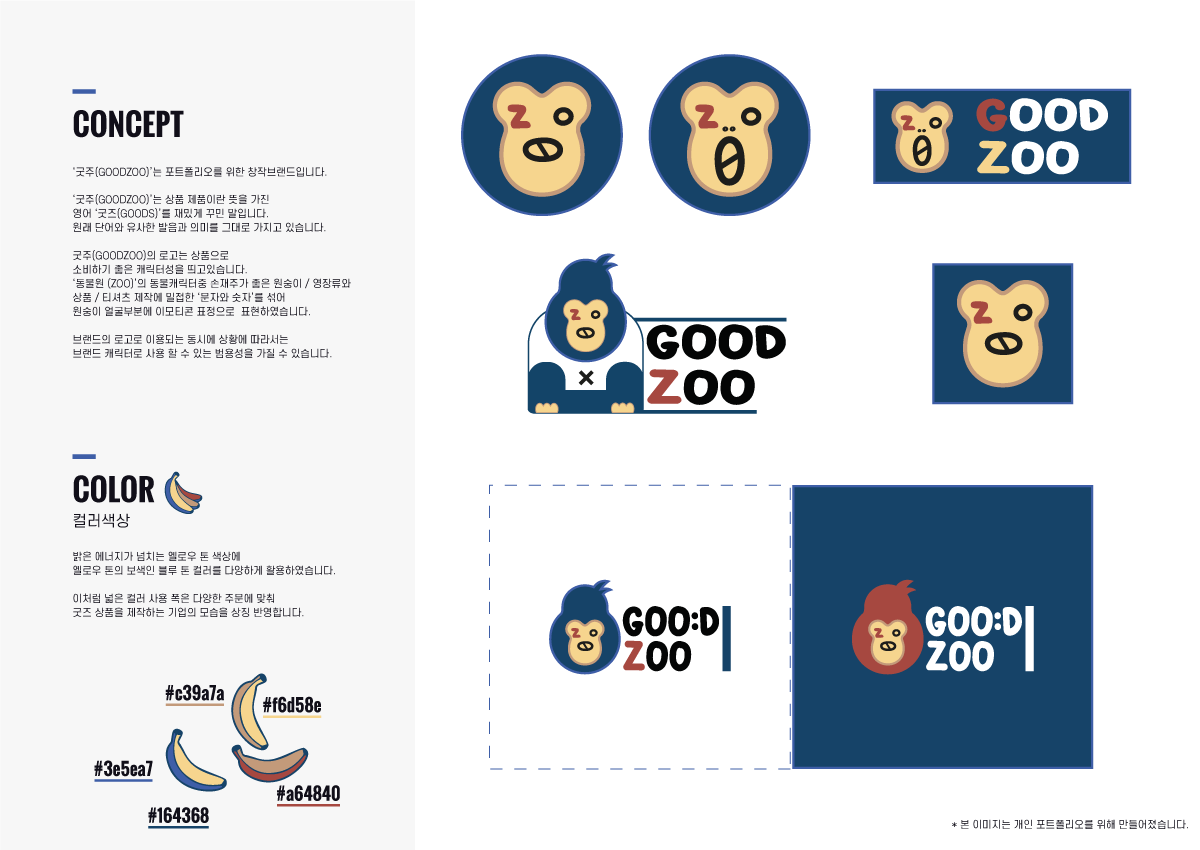 CONCEPT
‘굿주(GOODZOO)’는 포트폴리오를 위한 창작브랜드입니다.
‘굿주(GOODZOO)’는 상품 제품이란 뜻을 가진
영어 ‘굿즈(GOODS)’를 재밌게 꾸민 말입니다.
원래 단어와 유사한 발음과 의미를 그대로 가지고 있습니다.
굿주(GOODZOO)의 로고는 상품으로
소비하기 좋은 캐릭터성을 띄고있습니다.
‘동물원 (ZOO)’의 동물캐릭터중 손재주가 좋은 원숭이 / 영장류와
상품 / 티셔츠 제작에 밀접한 ‘문자와 숫자’를 섞어
원숭이 얼굴부분에 이모티콘 표정으로 표현하였습니다.
브랜드의 로고로 이용되는 동시에 상황에 따라서는
브랜드 캐릭터로 사용 할 수 있는 범용성을 가질 수 있습니다.
COLOR
컬러색상
밝은 에너지가 넘치는 옐로우 톤 색상에
옐로우 톤의 보색인 블루 톤 컬러를 다양하게 활용하였습니다.
이처럼 넓은 컬러 사용 폭은 다양한 주문에 맞춰
굿즈 상품을 제작하는 기업의 모습을 상징 반영합니다.
#c39a7a
#f6d58e
#3e5ea7
#a64840
#164368
GOOD
ZOO
GOOD
ZOO
GOO:D
ZOO
GOO:D
ZOO
* 본 이미지는 개인 포트폴리오를 위해 만들어졌습니다.